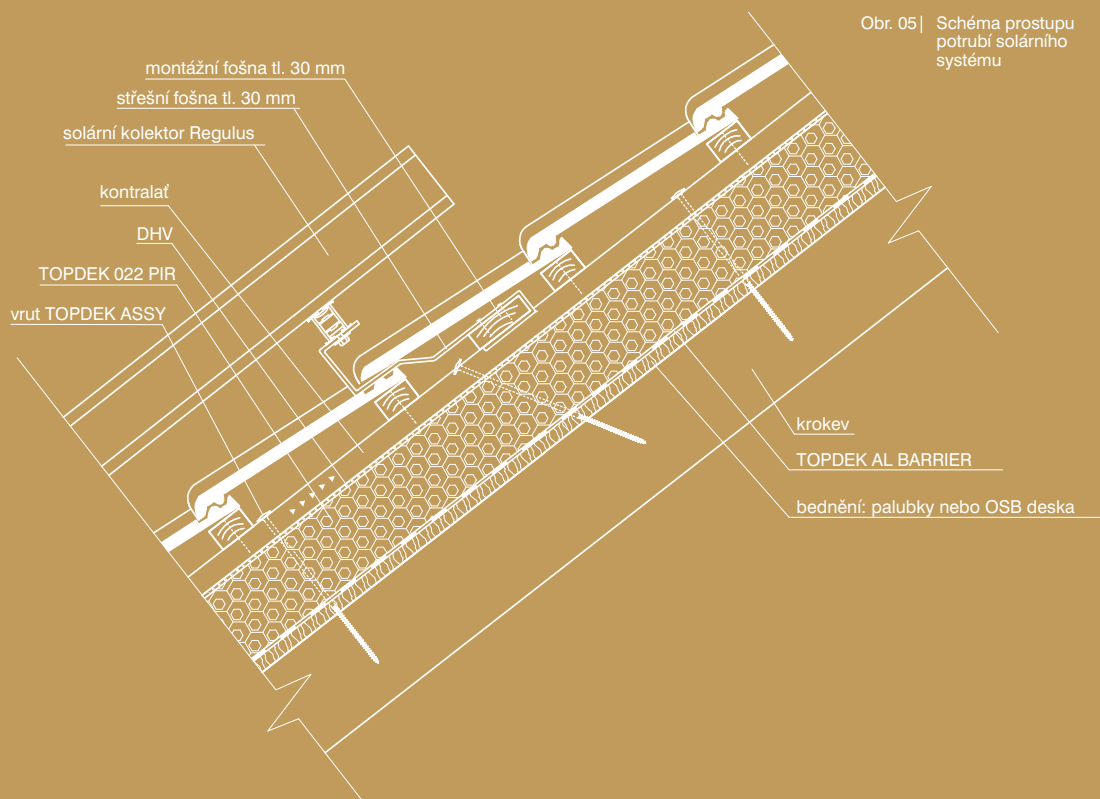 Obr. 05| Schéma prostupu
potrubí solárního
systému
montážní fošna tl. 30 mm
střešní fošna tl. 30 mm
solární kolektor Regulus
kontralať
DHV
TOPDEK 022 PIR
vrut TOPDEK ASSY
krokev
TOPDEK AL BARRIER
bednění: palubky nebo OSB deska